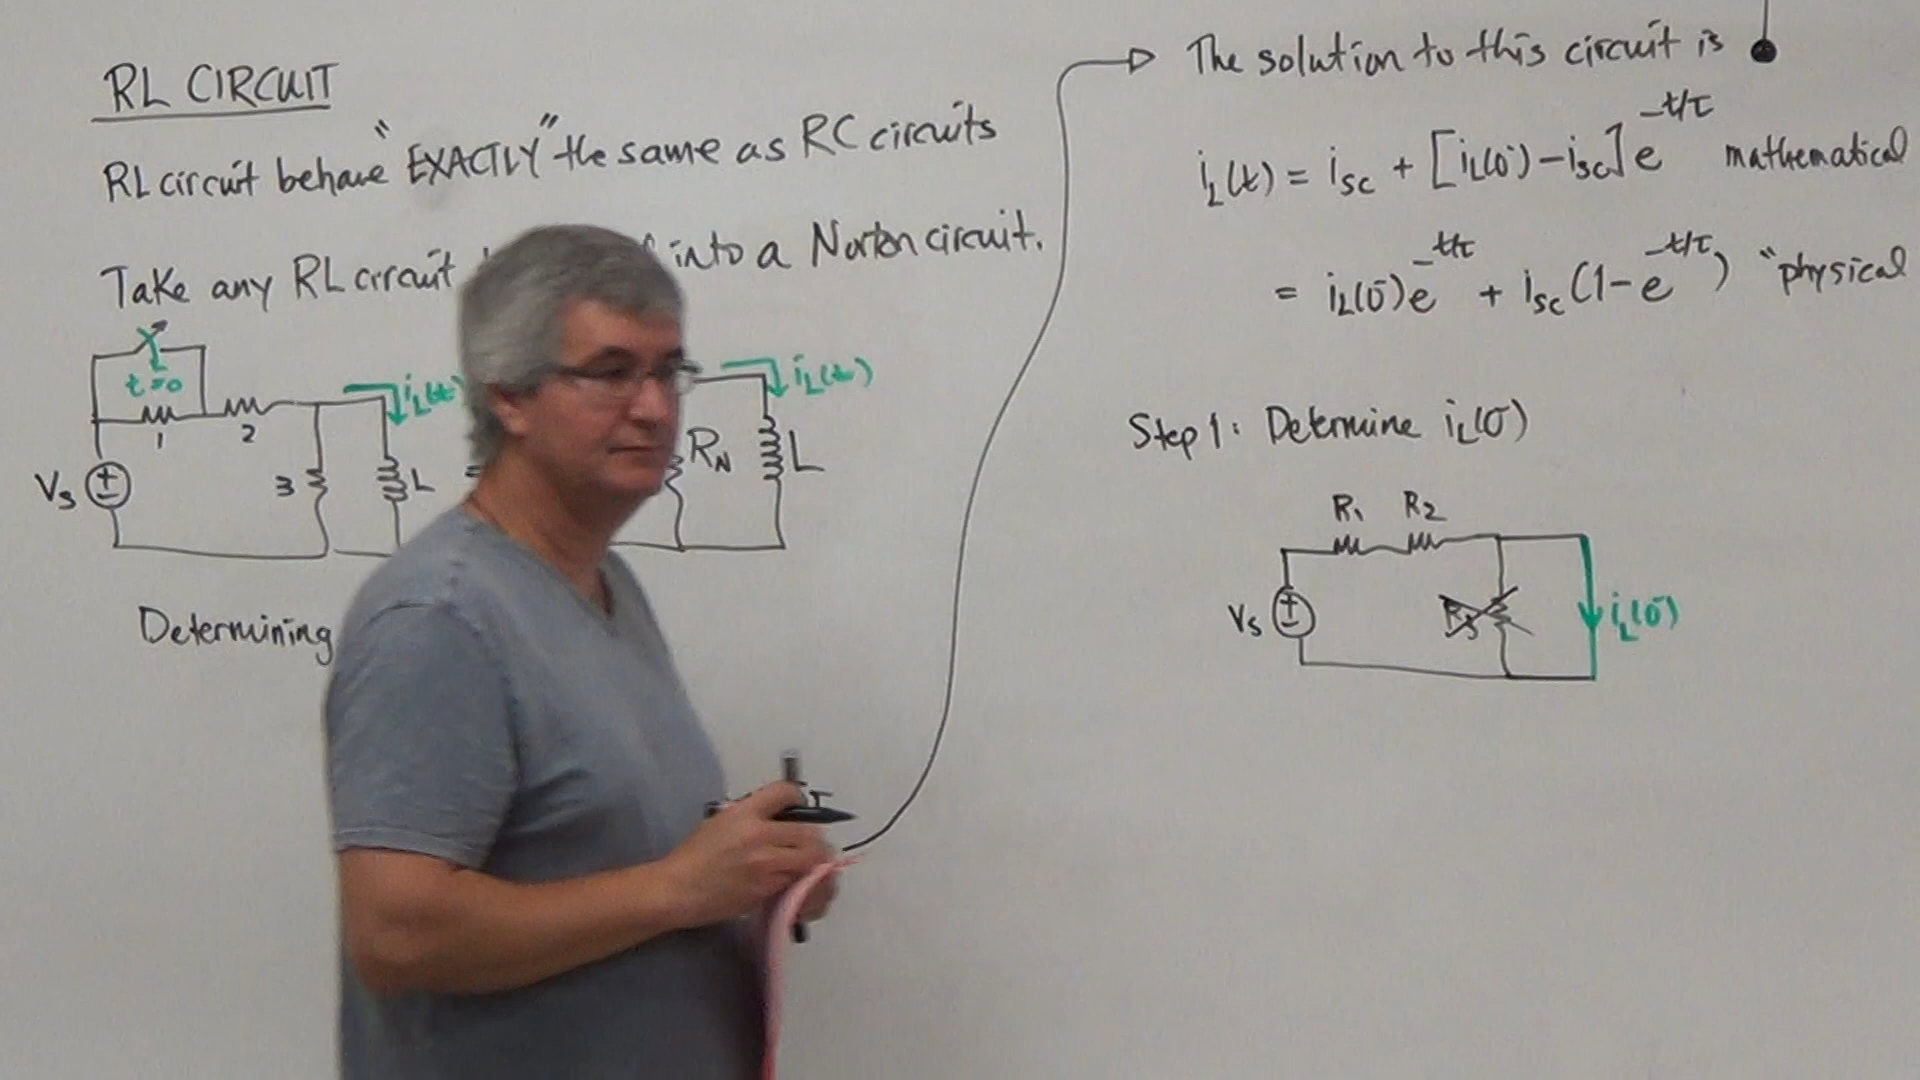 RL CIRCUIT
RL circuit behave "EXACTLY" the same as RC circuits
Take any RL circuit into a Norton circuit.
t=0
1
2
3
Vs
L
iL(t)
=
iL(t)
RN
L
Determining
The solution to this circuit is
iL(t) = isc + [iL(0⁻)-isc]e^-t/τ mathematical
= iL(0⁻)e^-t/τ + isc(1-e^-t/τ) "physical
Step 1: Determine iL(0⁻)
R1 R2
Vs
R3
iL(0⁻)